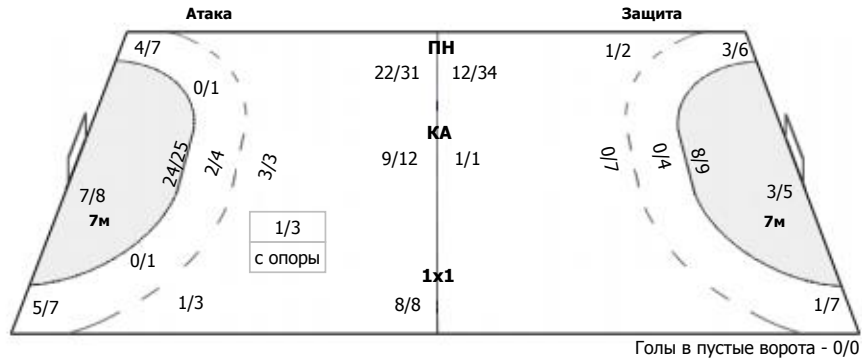 Атака
Защита
4/7
ПН
1/2
3/6
22/31
12/34
0/1
КА
24/25
2/4
3/3
9/12
1/1
0/7
0/4
8/9
7/8
7м
3/5
7м
1/3
с опоры
0/1
1x1
5/7
1/3
8/8
1/7
Голы в пустые ворота - 0/0